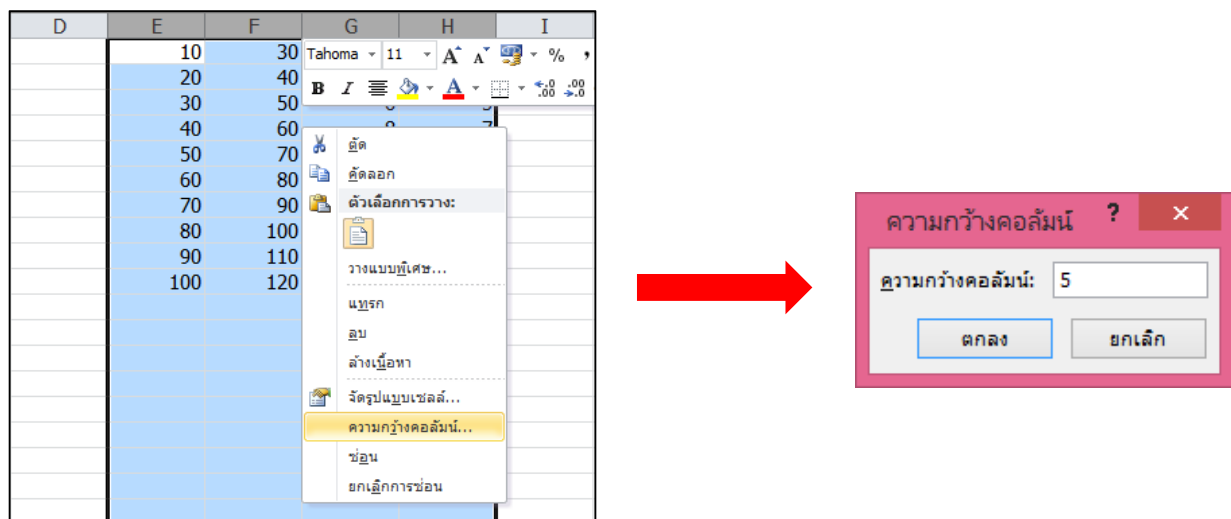 D E F G H I
10 30 Tahoma 11 A A % ,
20 40 B I A .0 .00 .00 .0
30 50
40 60
50 70
60 80
70 90
80 100
90 110
100 120
ตัด
คัดลอก
ตัวเลือกการวาง:
วางแบบพิเศษ...
แทรก
ลบ
ล้างเนื้อหา
จัดรูปแบบเซลล์...
ความกว้างคอลัมน์...
ซ่อน
ยกเลิกการซ่อน
ความกว้างคอลัมน์ ? ×
ความกว้างคอลัมน์: 5
ตกลง ยกเลิก